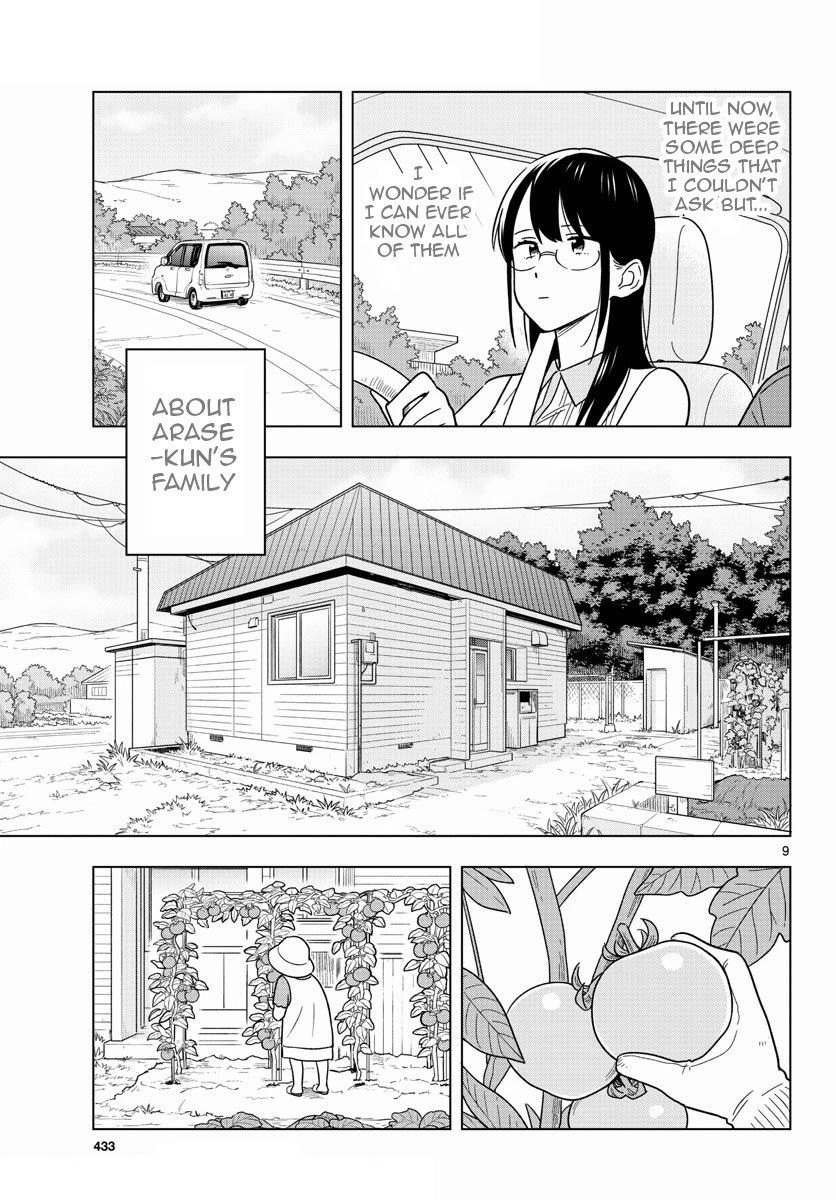 UNTIL NOW,
THERE WERE
SOME DEEP
THINGS THAT
I COULDN'T
ASK BUT...
I
WONDER IF
I CAN EVER
KNOW ALL
OF THEM
ABOUT
ARASE
-KUN'S
FAMILY
9
433